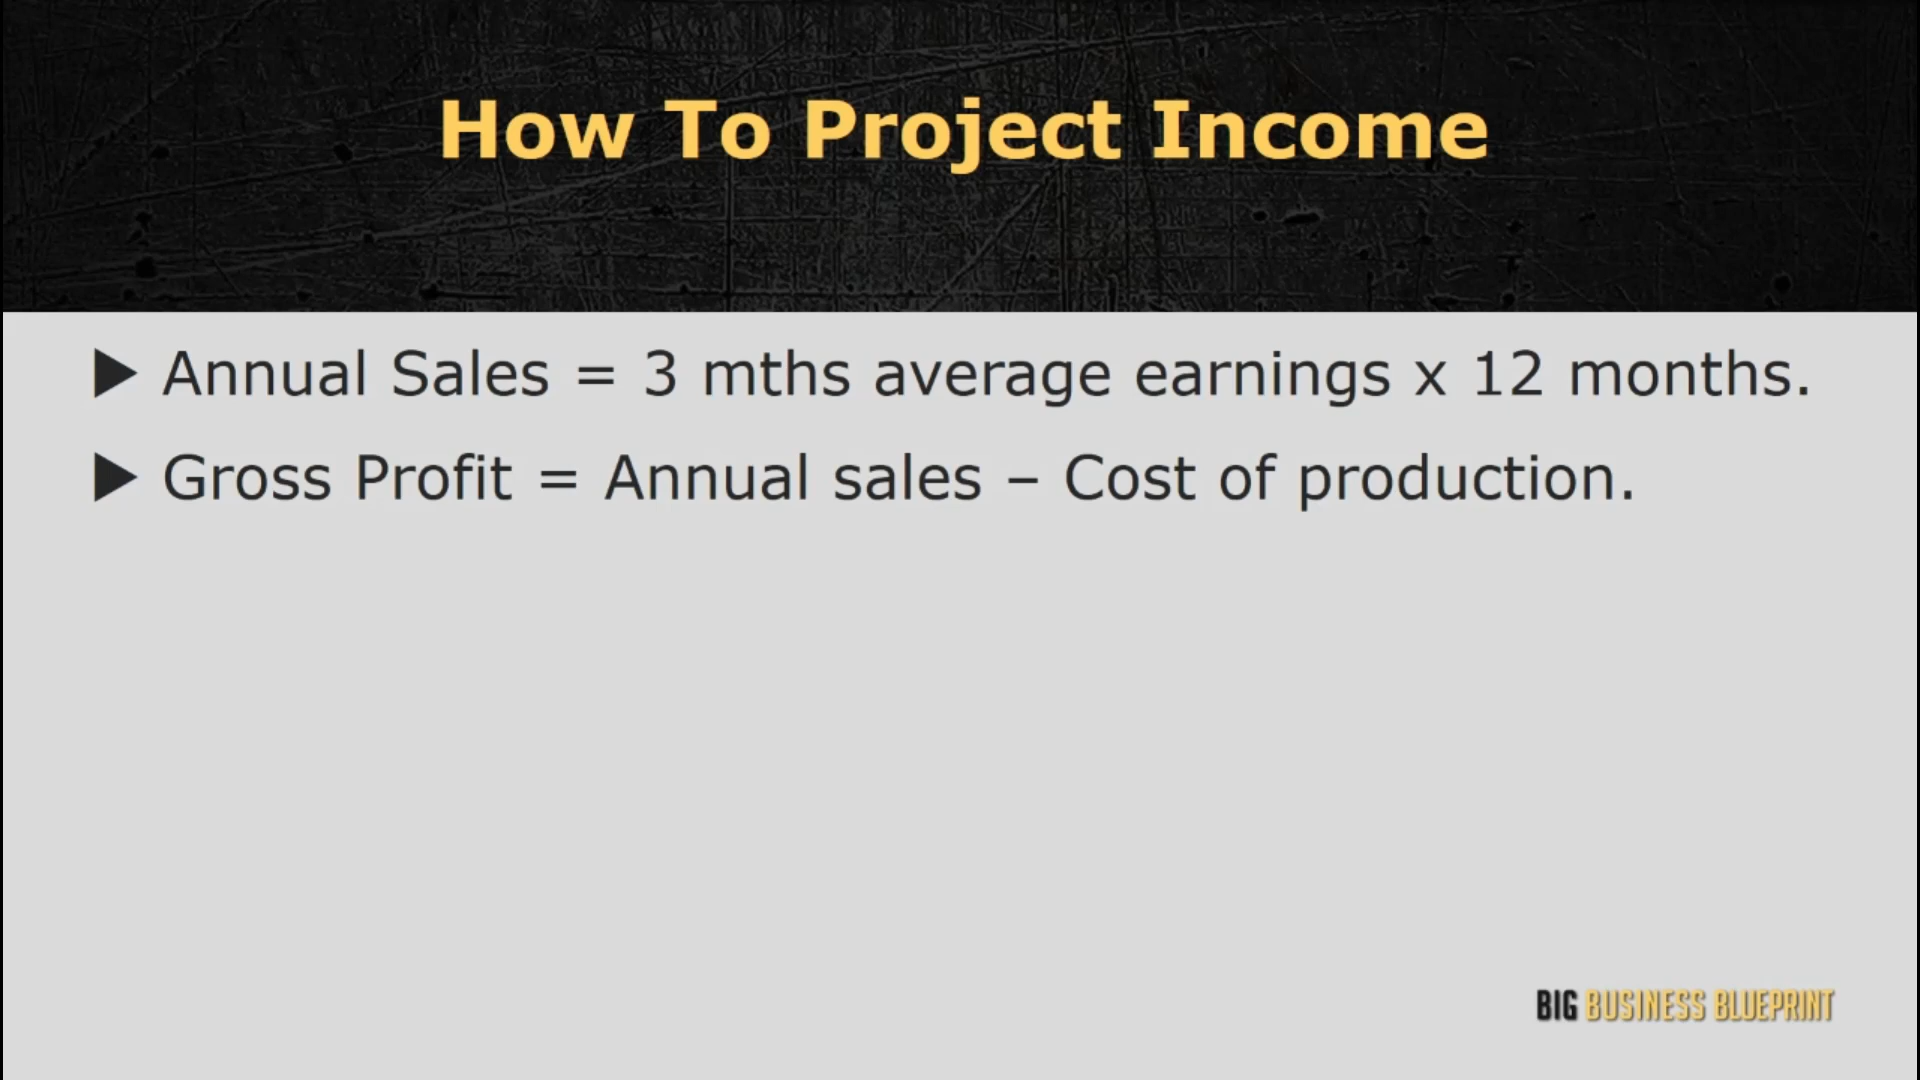 How To Project Income
▶ Annual Sales = 3 mths average earnings x 12 months.
▶ Gross Profit = Annual sales – Cost of production.
BIG BUSINESS BLUEPRINT